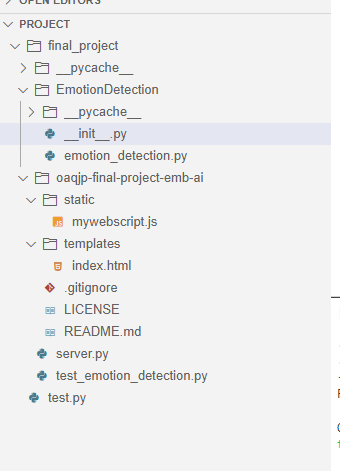 OPEN EDITORS
PROJECT
final_project
__pycache__
EmotionDetection
__pycache__
__init__.py
emotion_detection.py
oaqjp-final-project-emb-ai
static
mywebscript.js
templates
index.html
.gitignore
LICENSE
README.md
server.py
test_emotion_detection.py
test.py